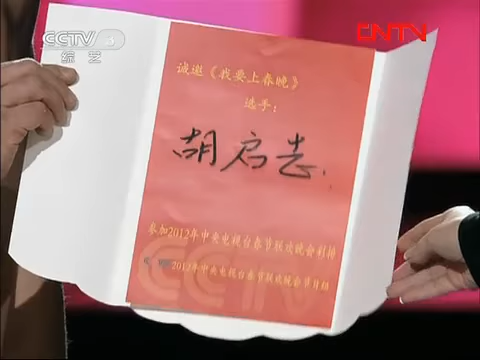 CCTV 3
综艺
CNTV
诚邀《我要上春晚》
选手：
胡启志.
参加2012年中央电视台春节联欢晚会彩排
2012年中央电视台春节联欢晚会节目组
CCTV